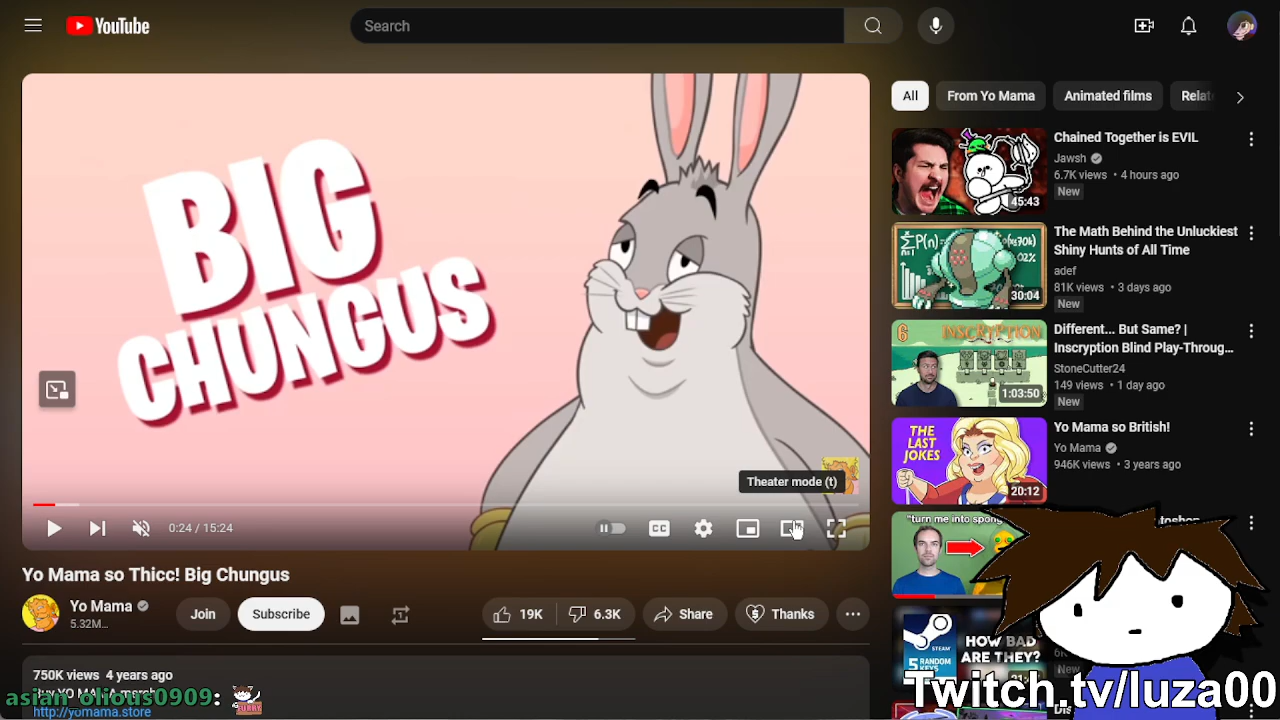 YouTube
Search
BIG
CHUNGUS
Theater mode (t)
0:24 / 15:24
CC
Yo Mama so Thicc! Big Chungus
Yo Mama
5.32M...
Join
Subscribe
19K
6.3K
Share
Thanks
750K views 4 years ago
http://yomama.store
asian_olious0909:
All
From Yo Mama
Animated films
Relat
Chained Together is EVIL
Jawsh
6.7K views • 4 hours ago
New
45:43
The Math Behind the Unluckiest
Shiny Hunts of All Time
adef
81K views • 3 days ago
New
30:04
Different... But Same? |
Inscryption Blind Play-Throug...
StoneCutter24
149 views • 1 day ago
New
6
INSCRYPTION
1:03:50
Yo Mama so British!
Yo Mama
946K views • 3 years ago
THE
LAST
JOKES
20:12
"turn me into spong
STEAM
5 RANDOM
KEYS
HOW BAD
ARE THEY?
New
Twitch.tv/luza00